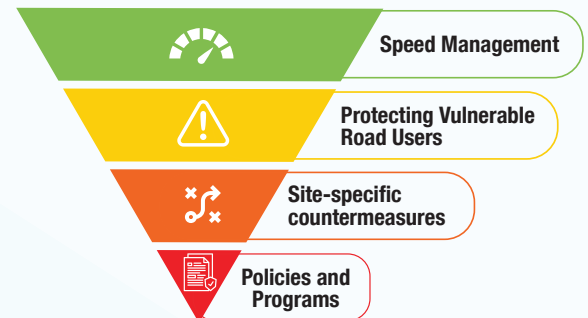 Speed Management
Protecting Vulnerable
Road Users
Site-specific
countermeasures
Policies and
Programs